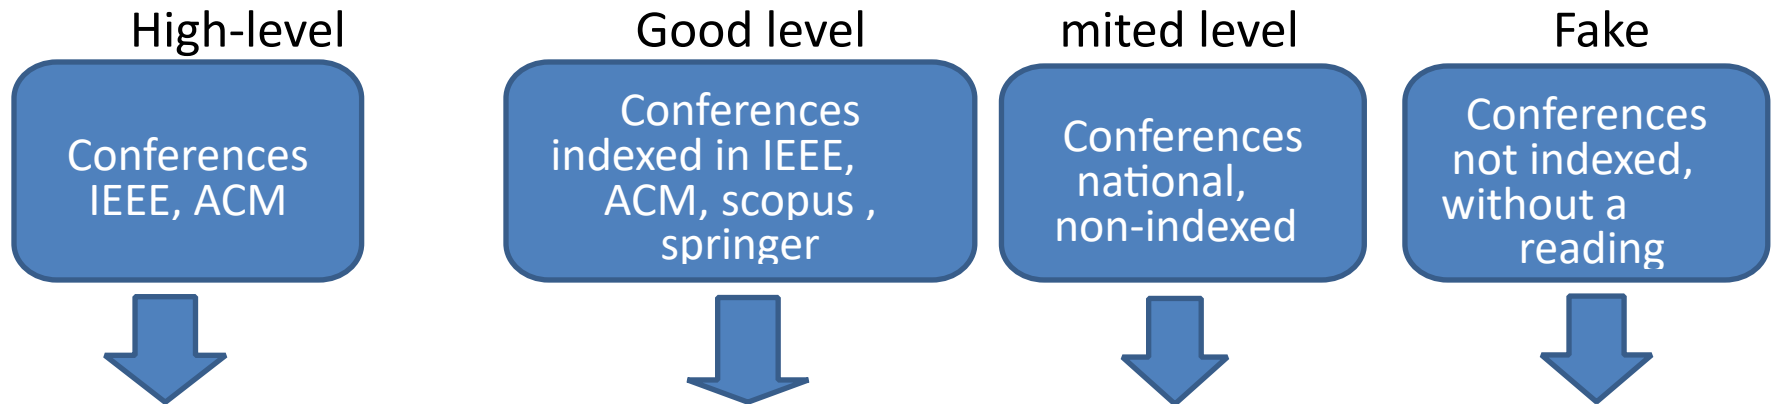 High-level
Conferences
IEEE, ACM
Good level
Conferences
indexed in IEEE,
ACM, scopus ,
springer
mited level
Conferences
national,
non-indexed
Fake
Conferences
not indexed,
without a
reading